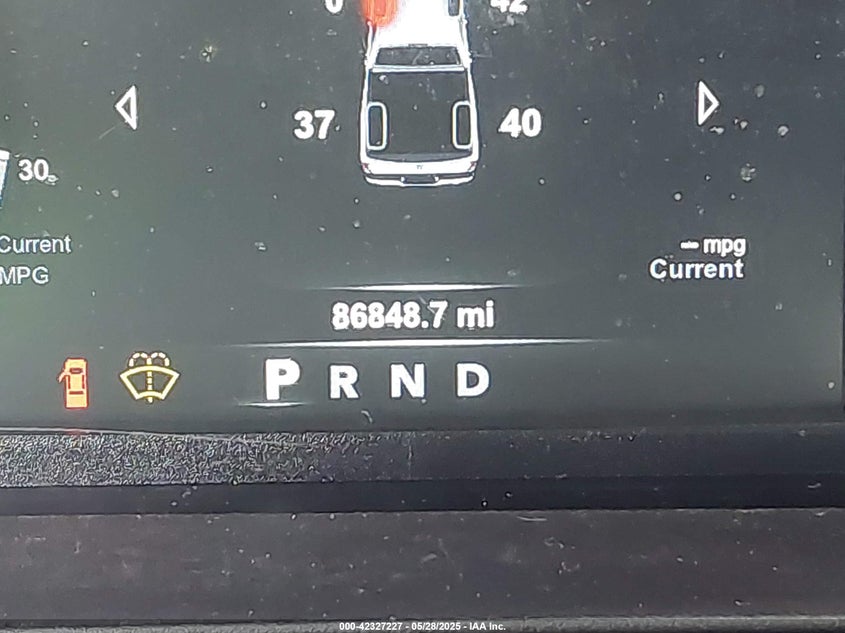 37 40
30
Current
MPG
-- mpg
Current
86848.7 mi
P R N D
000-42327227 - 05/28/2025 - IAA Inc.